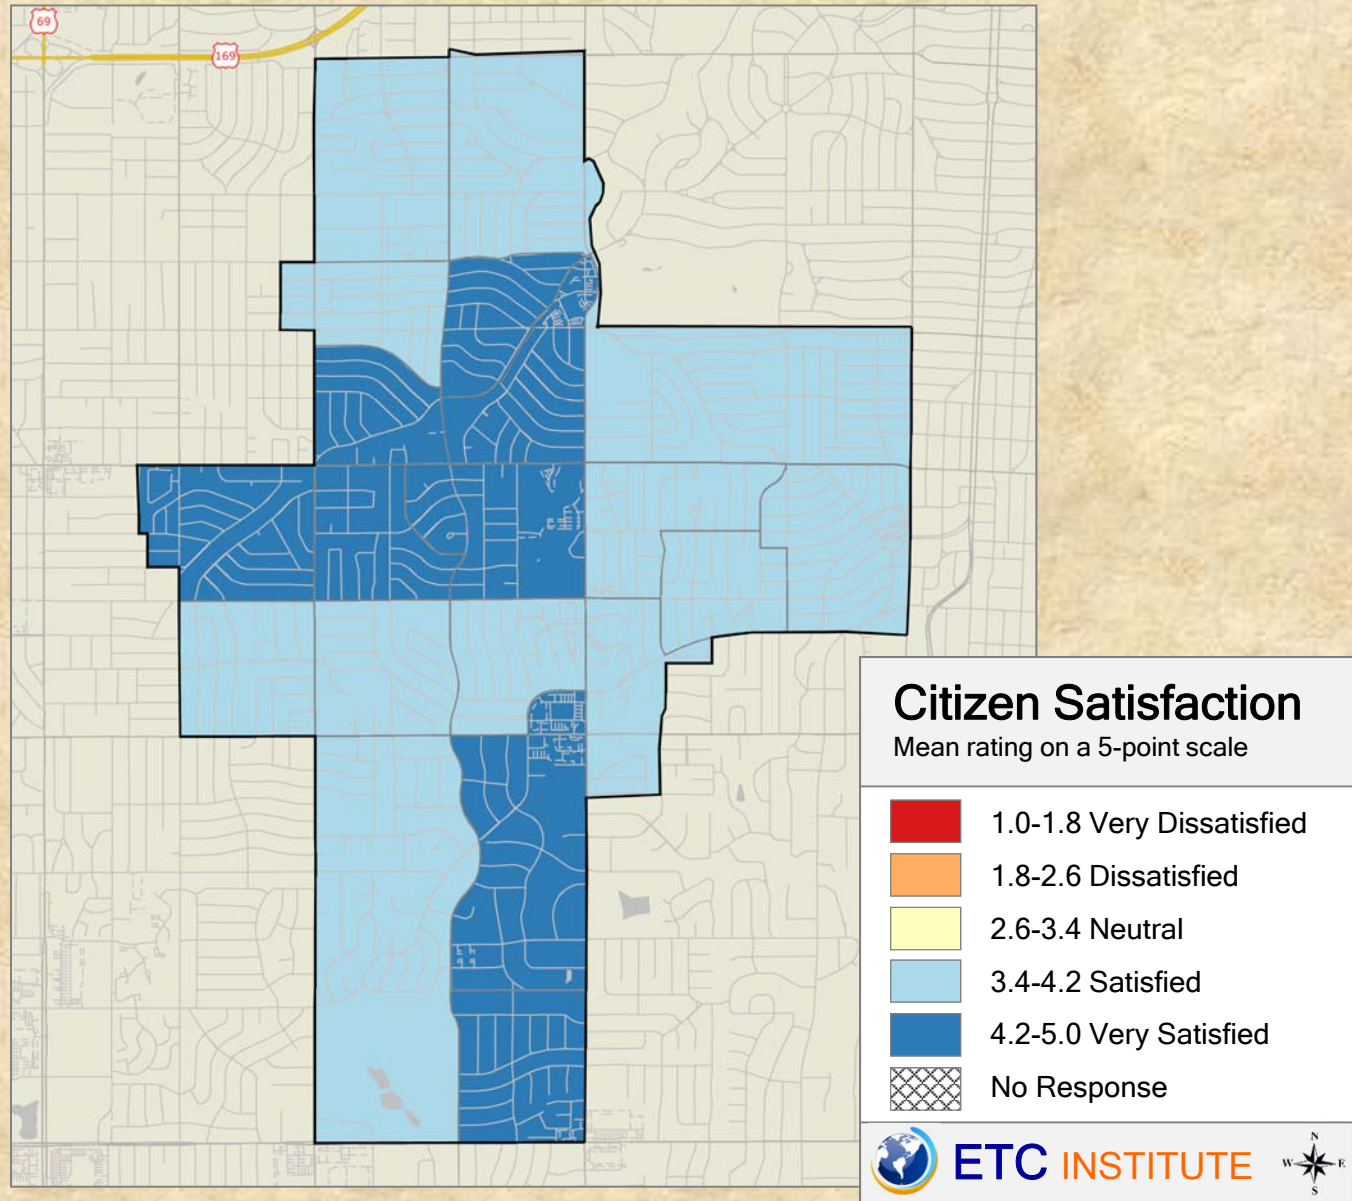 69
169
Citizen Satisfaction
Mean rating on a 5-point scale
1.0-1.8 Very Dissatisfied
1.8-2.6 Dissatisfied
2.6-3.4 Neutral
3.4-4.2 Satisfied
4.2-5.0 Very Satisfied
No Response
ETC INSTITUTE
N
W E
S